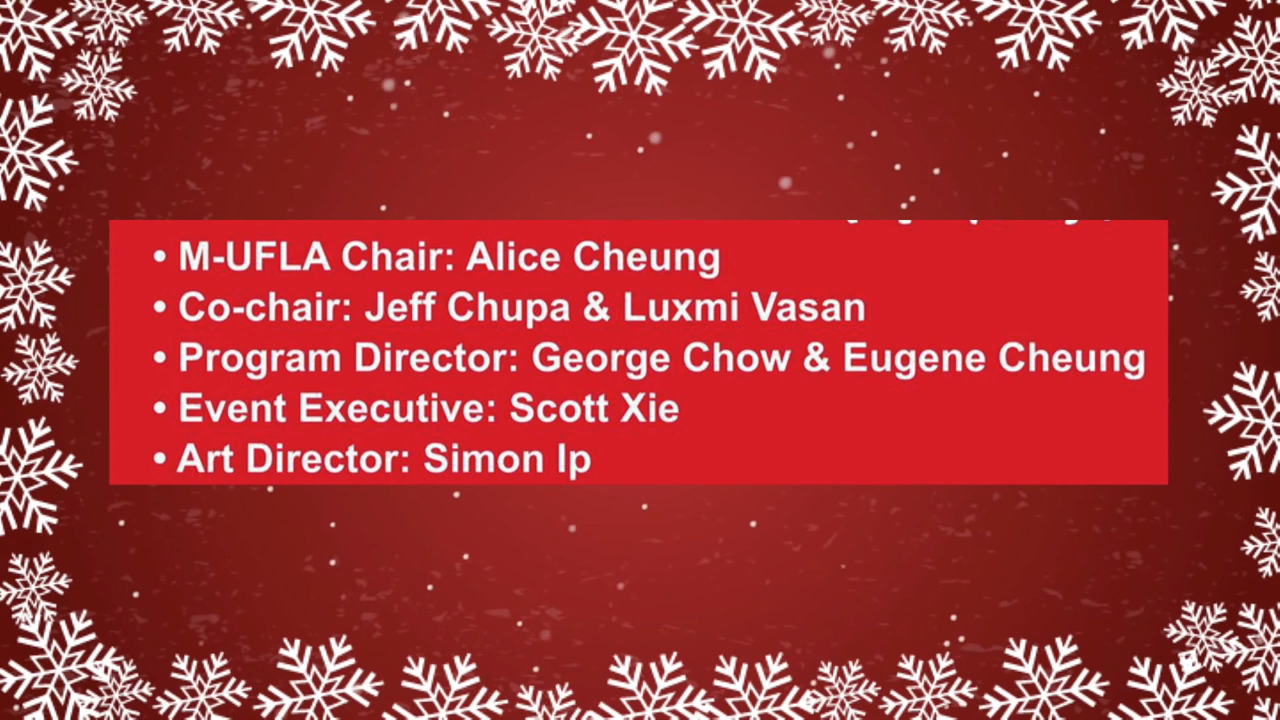 • M-UFLA Chair: Alice Cheung
• Co-chair: Jeff Chupa & Luxmi Vasan
• Program Director: George Chow & Eugene Cheung
• Event Executive: Scott Xie
• Art Director: Simon Ip